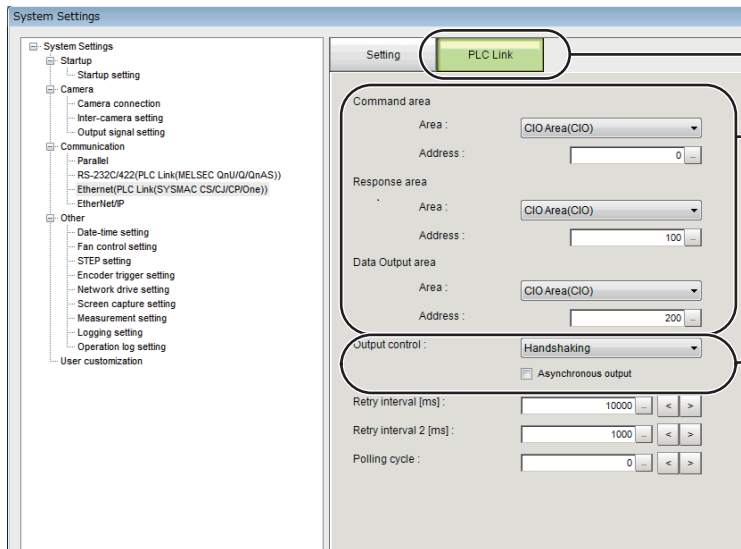 System Settings
System Settings
Startup
Startup setting
Camera
Camera connection
Inter-camera setting
Output signal setting
Communication
Parallel
RS-232C/422(PLC Link(MELSEC QnU/Q/QnAS))
Ethernet(PLC Link(SYSMAC CS/CJ/CP/One))
EtherNet/IP
Other
Date-time setting
Fan control setting
STEP setting
Encoder trigger setting
Network drive setting
Screen capture setting
Measurement setting
Logging setting
Operation log setting
User customization
Setting PLC Link
Command area
Area : CIO Area(CIO)
Address : 0 ...
Response area
Area : CIO Area(CIO)
Address : 100 ...
Data Output area
Area : CIO Area(CIO)
Address : 200 ...
Output control : Handshaking
Asynchronous output
Retry interval [ms] : 10000 ... < >
Retry interval 2 [ms] : 1000 ... < >
Polling cycle : 0 ... < >